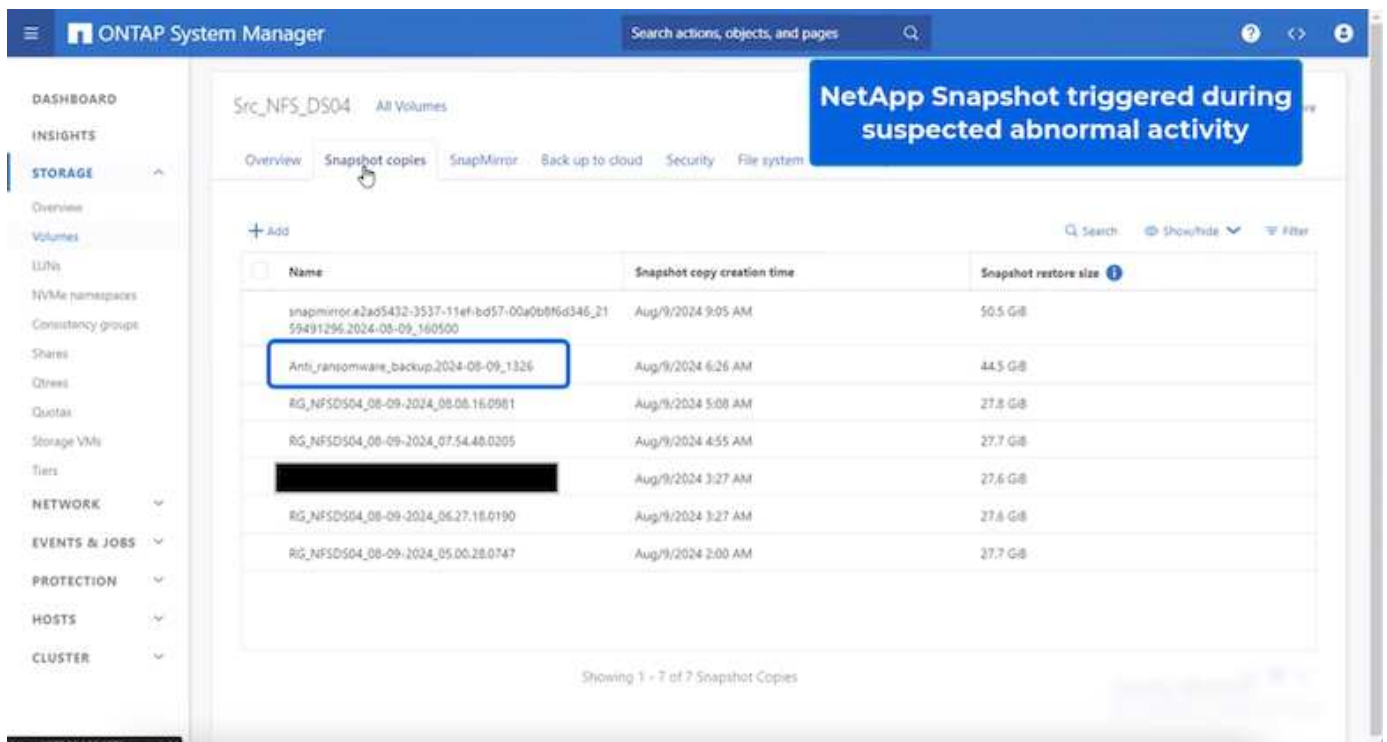 ONTAP System Manager
Search actions, objects, and pages
NetApp Snapshot triggered during
suspected abnormal activity
DASHBOARD
INSIGHTS
STORAGE
Overview
Volumes
LUNs
NVMe namespaces
Consistency groups
Shares
Qtrees
Quotas
Storage VMs
Tiers
NETWORK
EVENTS & JOBS
PROTECTION
HOSTS
CLUSTER
Src_NFS_DS04 All Volumes
Overview Snapshot copies SnapMirror Back up to cloud Security File system
+ Add Search Show/hide Filter
Name Snapshot copy creation time Snapshot restore size
snapmirror.e2ad5432-3537-11ef-bd57-00a0b8f6d346_21 Aug/9/2024 9:05 AM 50.5 GiB
59491296.2024-08-09_160500
Anti_ransomware_backup.2024-08-09_1326 Aug/9/2024 6:26 AM 44.5 GiB
RG_NFSDS04_08-09-2024_08.08.16.0981 Aug/9/2024 5:08 AM 27.8 GiB
RG_NFSDS04_08-09-2024_07.54.48.0205 Aug/9/2024 4:55 AM 27.7 GiB
Aug/9/2024 3:27 AM 27.6 GiB
RG_NFSDS04_08-09-2024_06.27.18.0190 Aug/9/2024 3:27 AM 27.6 GiB
RG_NFSDS04_08-09-2024_05.00.28.0747 Aug/9/2024 2:00 AM 27.7 GiB
Showing 1 - 7 of 7 Snapshot Copies